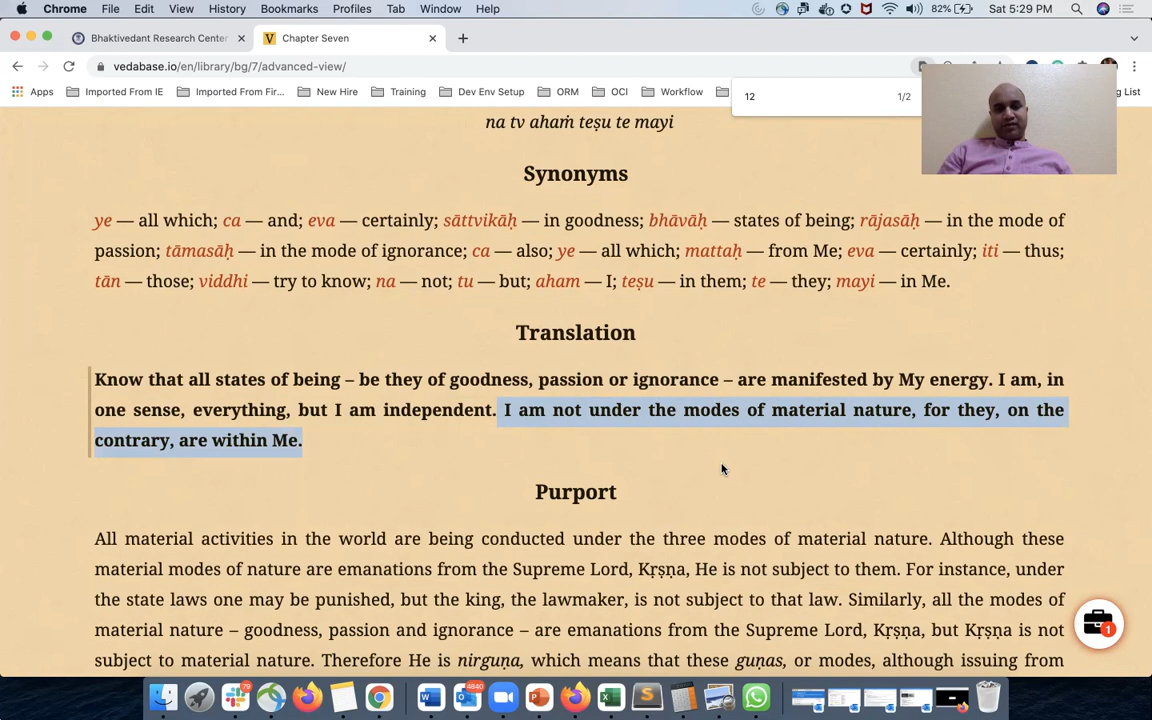 Chrome File Edit View History Bookmarks Profiles Tab Window Help 82% Sat 5:29 PM
Bhaktivedant Research Center
V Chapter Seven
vedabase.io/en/library/bg/7/advanced-view/
Apps Imported From IE Imported From Fir... New Hire Training Dev Env Setup ORM OCI Workflow
12 1/2
ng List
na tv ahaṁ teṣu te mayi
Synonyms
ye — all which; ca — and; eva — certainly; sāttvikāḥ — in goodness; bhāvāḥ — states of being; rājasāḥ — in the mode of
passion; tāmasāḥ — in the mode of ignorance; ca — also; ye — all which; mattaḥ — from Me; eva — certainly; iti — thus;
tān — those; viddhi — try to know; na — not; tu — but; aham — I; teṣu — in them; te — they; mayi — in Me.
Translation
Know that all states of being – be they of goodness, passion or ignorance – are manifested by My energy. I am, in
one sense, everything, but I am independent. I am not under the modes of material nature, for they, on the
contrary, are within Me.
Purport
All material activities in the world are being conducted under the three modes of material nature. Although these
material modes of nature are emanations from the Supreme Lord, Kṛṣṇa, He is not subject to them. For instance, under
the state laws one may be punished, but the king, the lawmaker, is not subject to that law. Similarly, all the modes of
material nature – goodness, passion and ignorance – are emanations from the Supreme Lord, Kṛṣṇa, but Kṛṣṇa is not
subject to material nature. Therefore He is nirguṇa, which means that these guṇas, or modes, although issuing from
1
79
4840